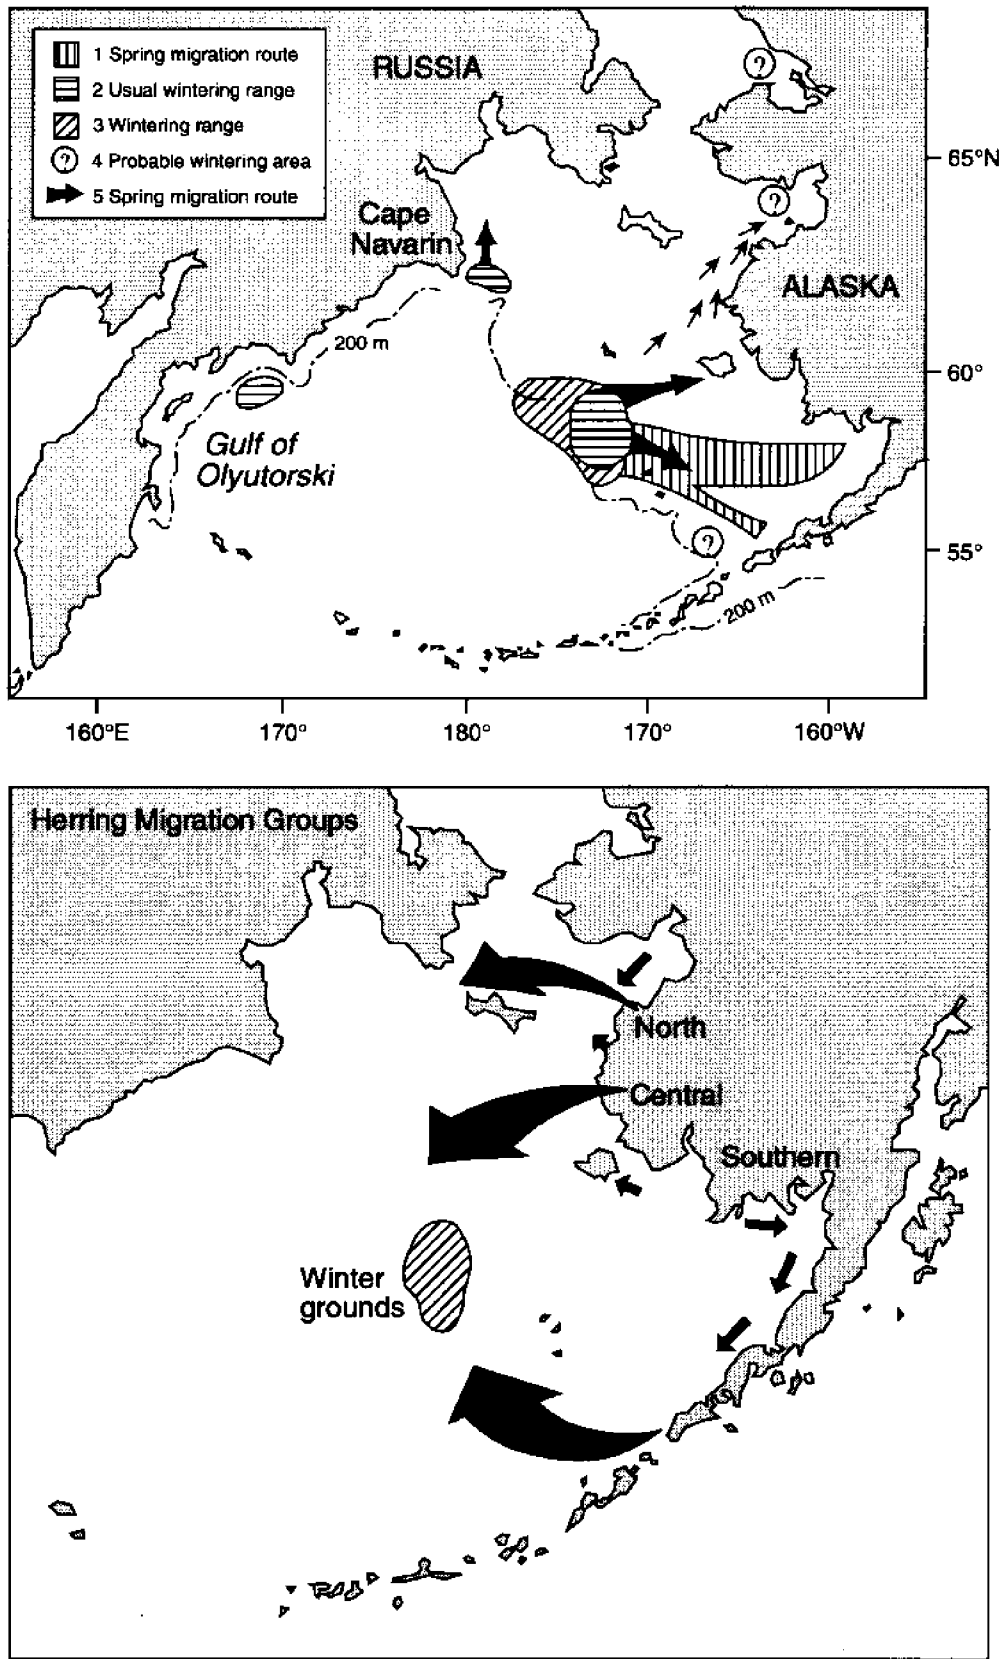 1 Spring migration route
2 Usual wintering range
3 Wintering range
? 4 Probable wintering area
5 Spring migration route
RUSSIA
?
65°N
?
Cape
Navarin
ALASKA
200 m
60°
Gulf of
Olyutorski
?
55°
200 m
160°E
170°
180°
170°
160°W
Herring Migration Groups
North
Central
Southern
Winter
grounds